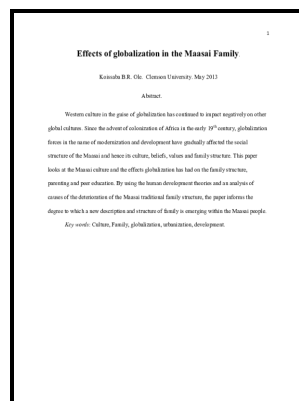 1
Effects of globalization in the Maasai Family.
Koissaba B.R. Ole. Clemson University. May 2013
Abstract.
Western culture in the guise of globalization has continued to impact negatively on other
global cultures. Since the advent of colonization of Africa in the early 19th century, globalization
forces in the name of modernization and development have gradually affected the social
structure of the Maasai and hence its culture, beliefs, values and family structure. This paper
looks at the Maasai culture and the effects globalization has had on the family structure,
parenting and peer education. By using the human development theories and an analysis of
causes of the deterioration of the Maasai traditional family structure, the paper informs the
degree to which a new description and structure of family is emerging within the Maasai people.
Key words: Culture, Family, globalization, urbanization, development.